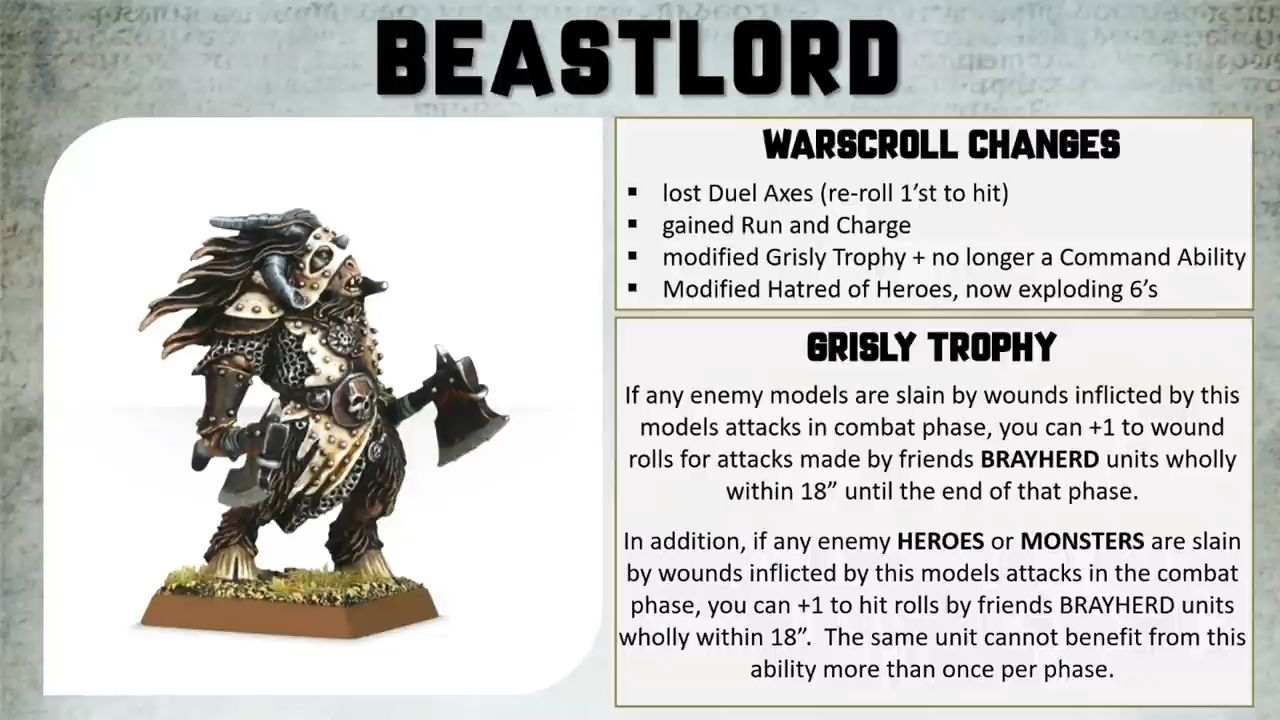 BEASTLORD
WARSCROLL CHANGES
▪ lost Duel Axes (re-roll 1'st to hit)
▪ gained Run and Charge
▪ modified Grisly Trophy + no longer a Command Ability
▪ Modified Hatred of Heroes, now exploding 6's
GRISLY TROPHY
If any enemy models are slain by wounds inflicted by this
models attacks in combat phase, you can +1 to wound
rolls for attacks made by friends BRAYHERD units wholly
within 18” until the end of that phase.
In addition, if any enemy HEROES or MONSTERS are slain
by wounds inflicted by this models attacks in the combat
phase, you can +1 to hit rolls by friends BRAYHERD units
wholly within 18”. The same unit cannot benefit from this
ability more than once per phase.